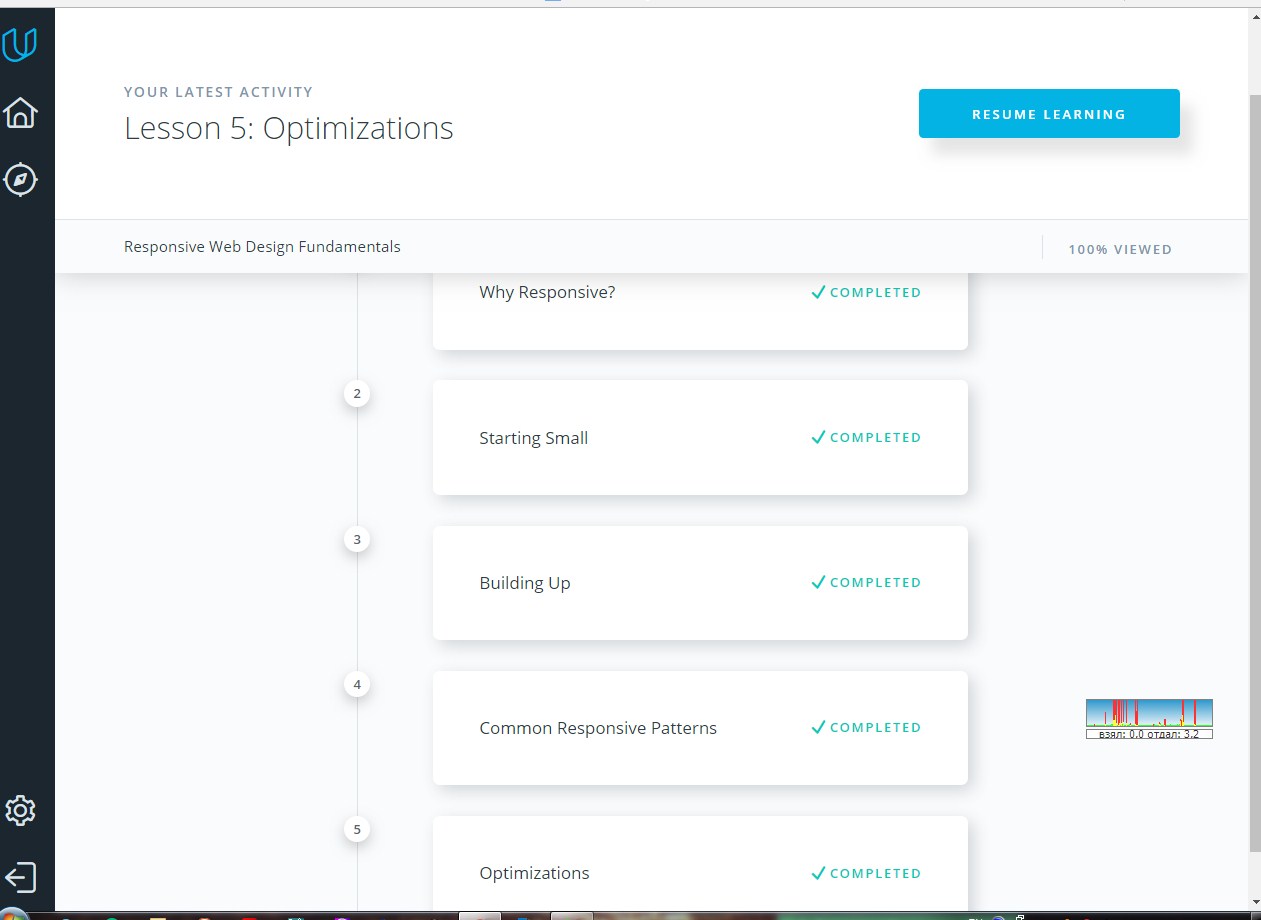 YOUR LATEST ACTIVITY
Lesson 5: Optimizations
RESUME LEARNING
Responsive Web Design Fundamentals
100% VIEWED
Why Responsive?
COMPLETED
2
Starting Small
COMPLETED
3
Building Up
COMPLETED
4
Common Responsive Patterns
COMPLETED
взял: 0.0 отдал: 3.2
5
Optimizations
COMPLETED